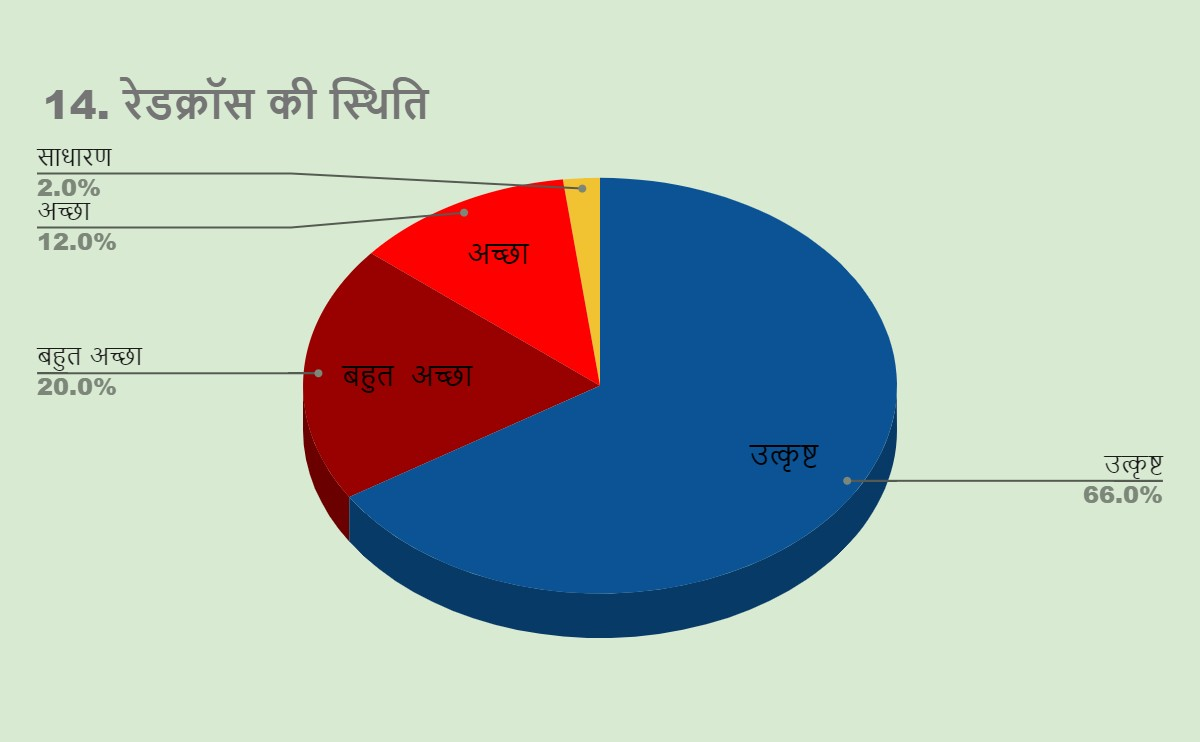 14. रेडक्रॉस की स्थिति
साधारण
2.0%
अच्छा
12.0%
अच्छा
बहुत अच्छा
20.0%
बहुत अच्छा
उत्कृष्ट
उत्कृष्ट
66.0%